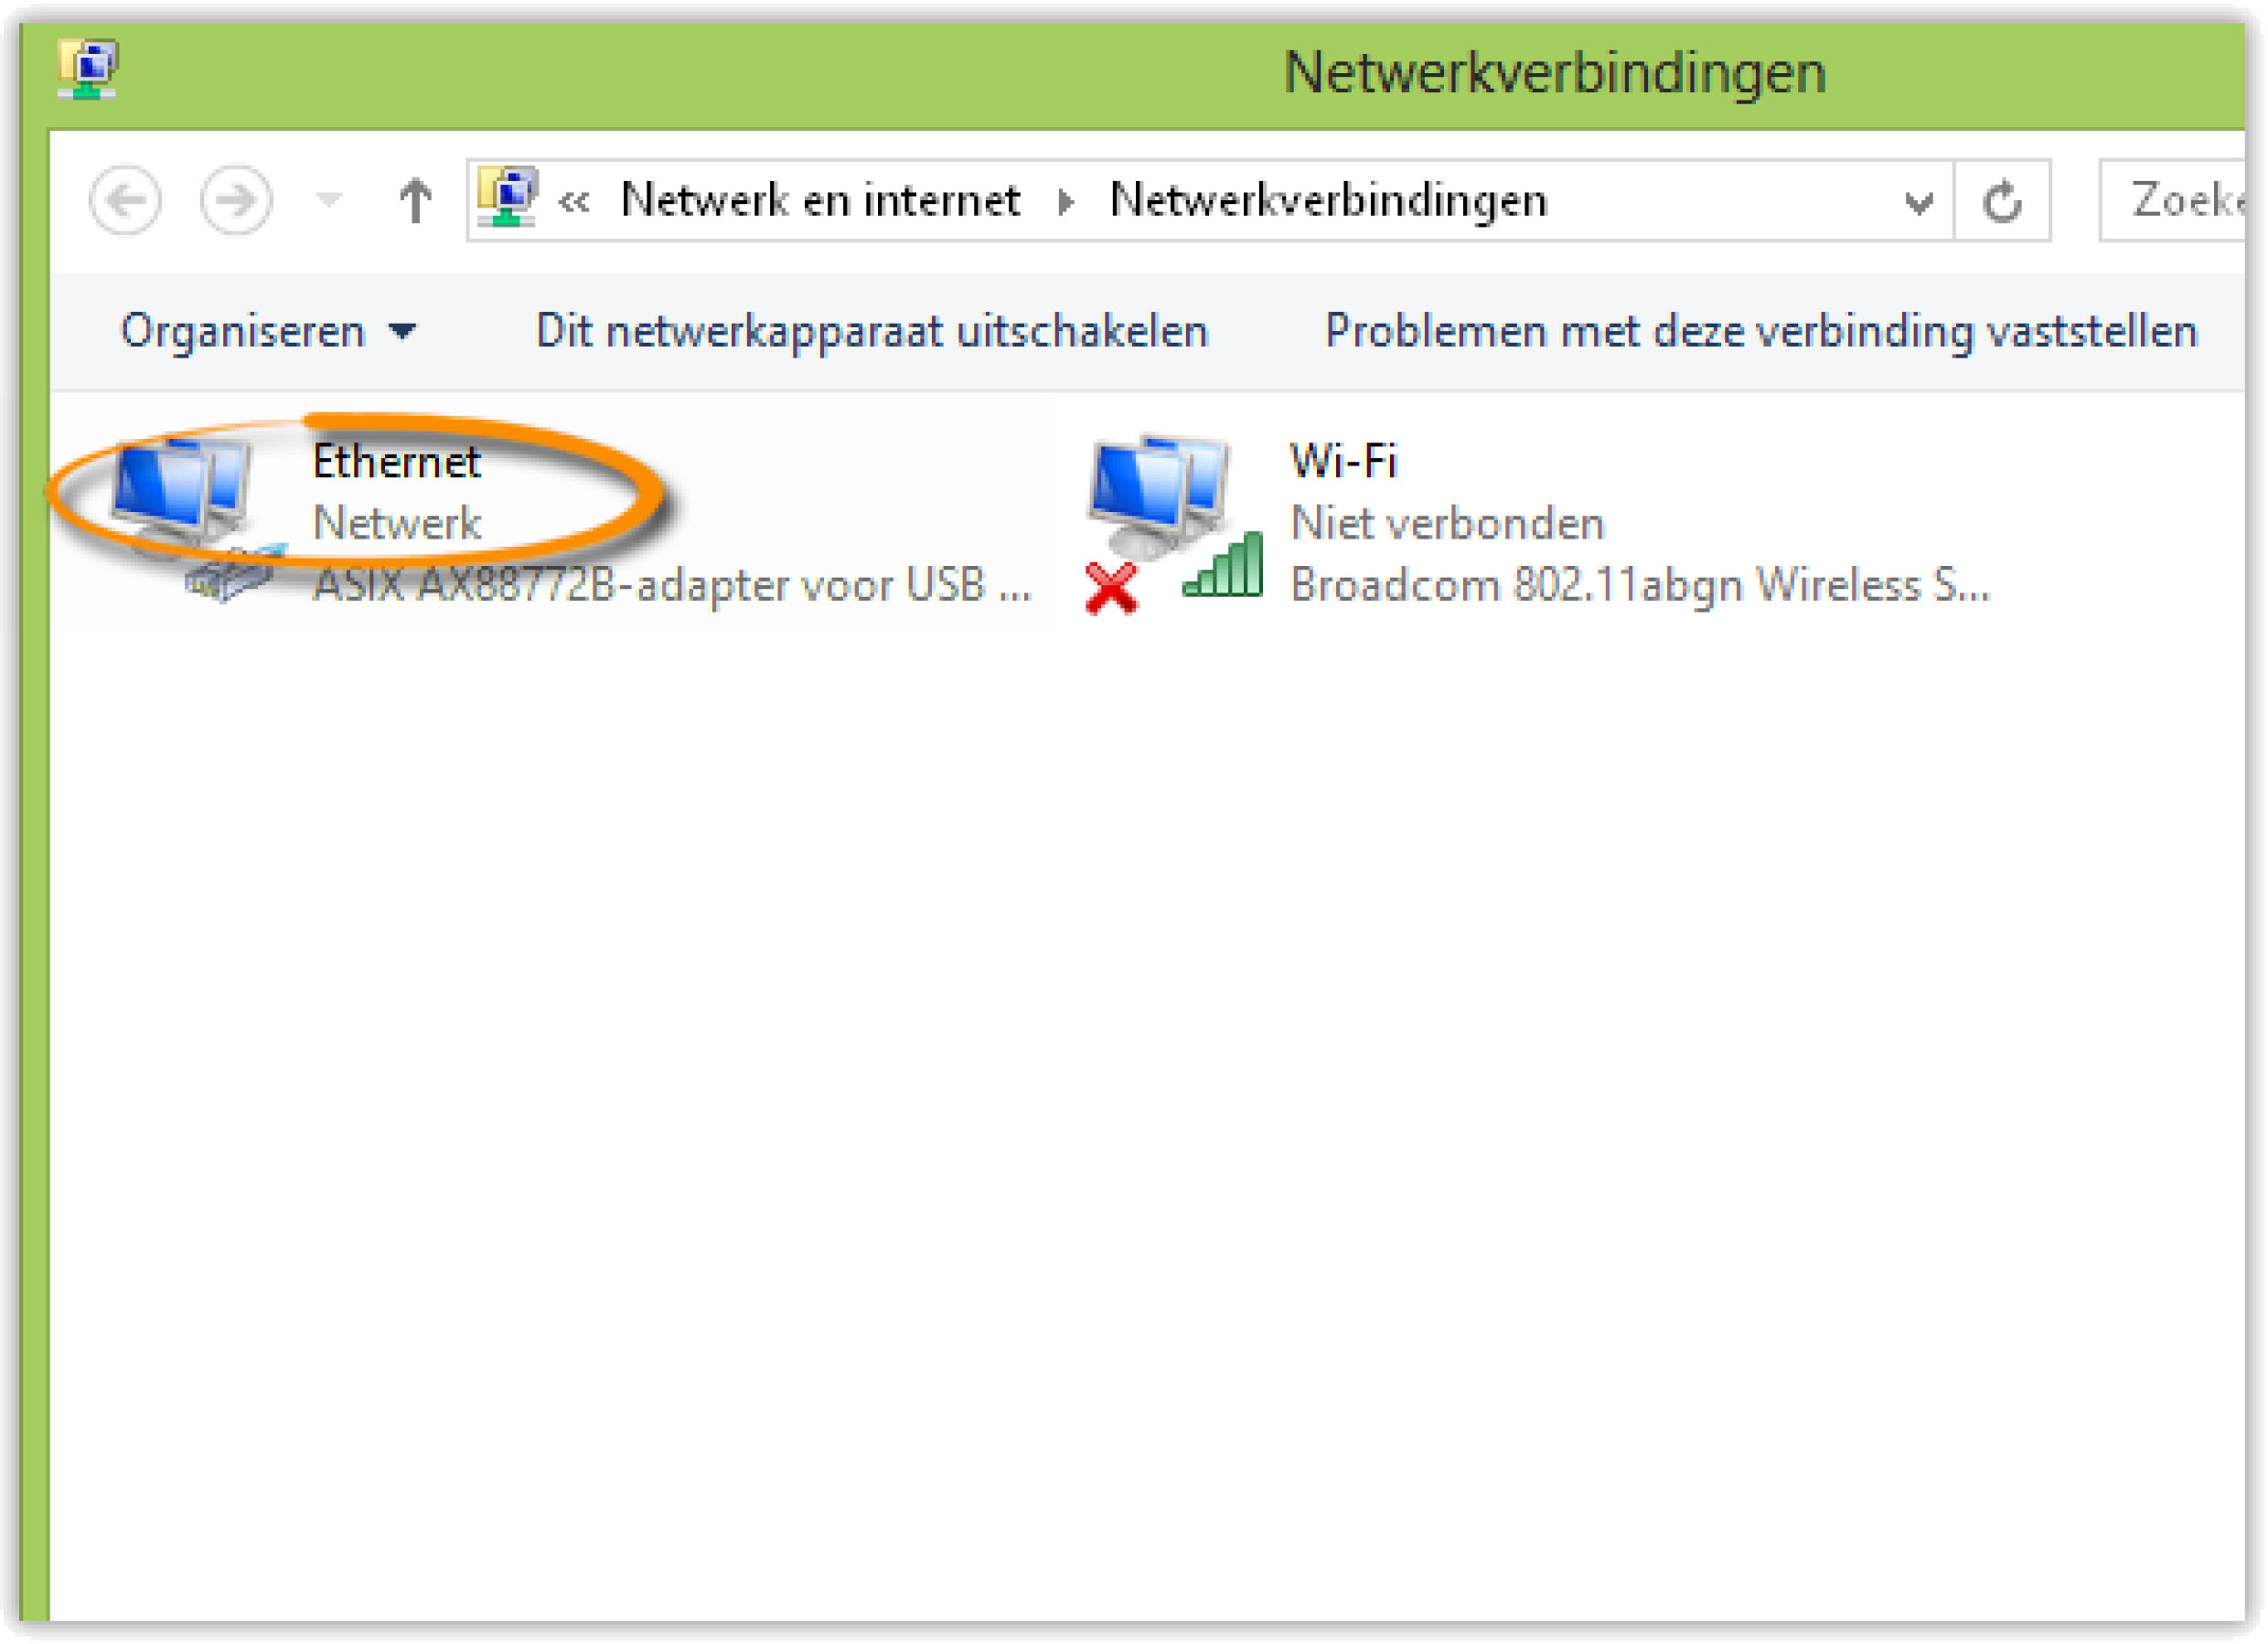 Netwerkverbindingen
« Netwerk en internet ▸ Netwerkverbindingen
Organiseren Dit netwerkapparaat uitschakelen Problemen met deze verbinding vaststellen
Ethernet
Netwerk
ASIX AX88772B-adapter voor USB ...
Wi-Fi
Niet verbonden
Broadcom 802.11abgn Wireless S...